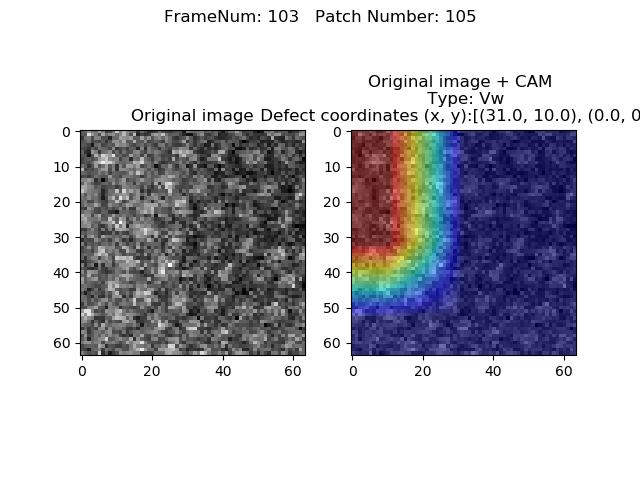 FrameNum: 103   Patch Number: 105
Original image + CAM
Type: Vw
Original image Defect coordinates (x, y):[(31.0, 10.0), (0.0, 0
0
10
20
30
40
50
60
0 20 40 60
0
10
20
30
40
50
60
0 20 40 60